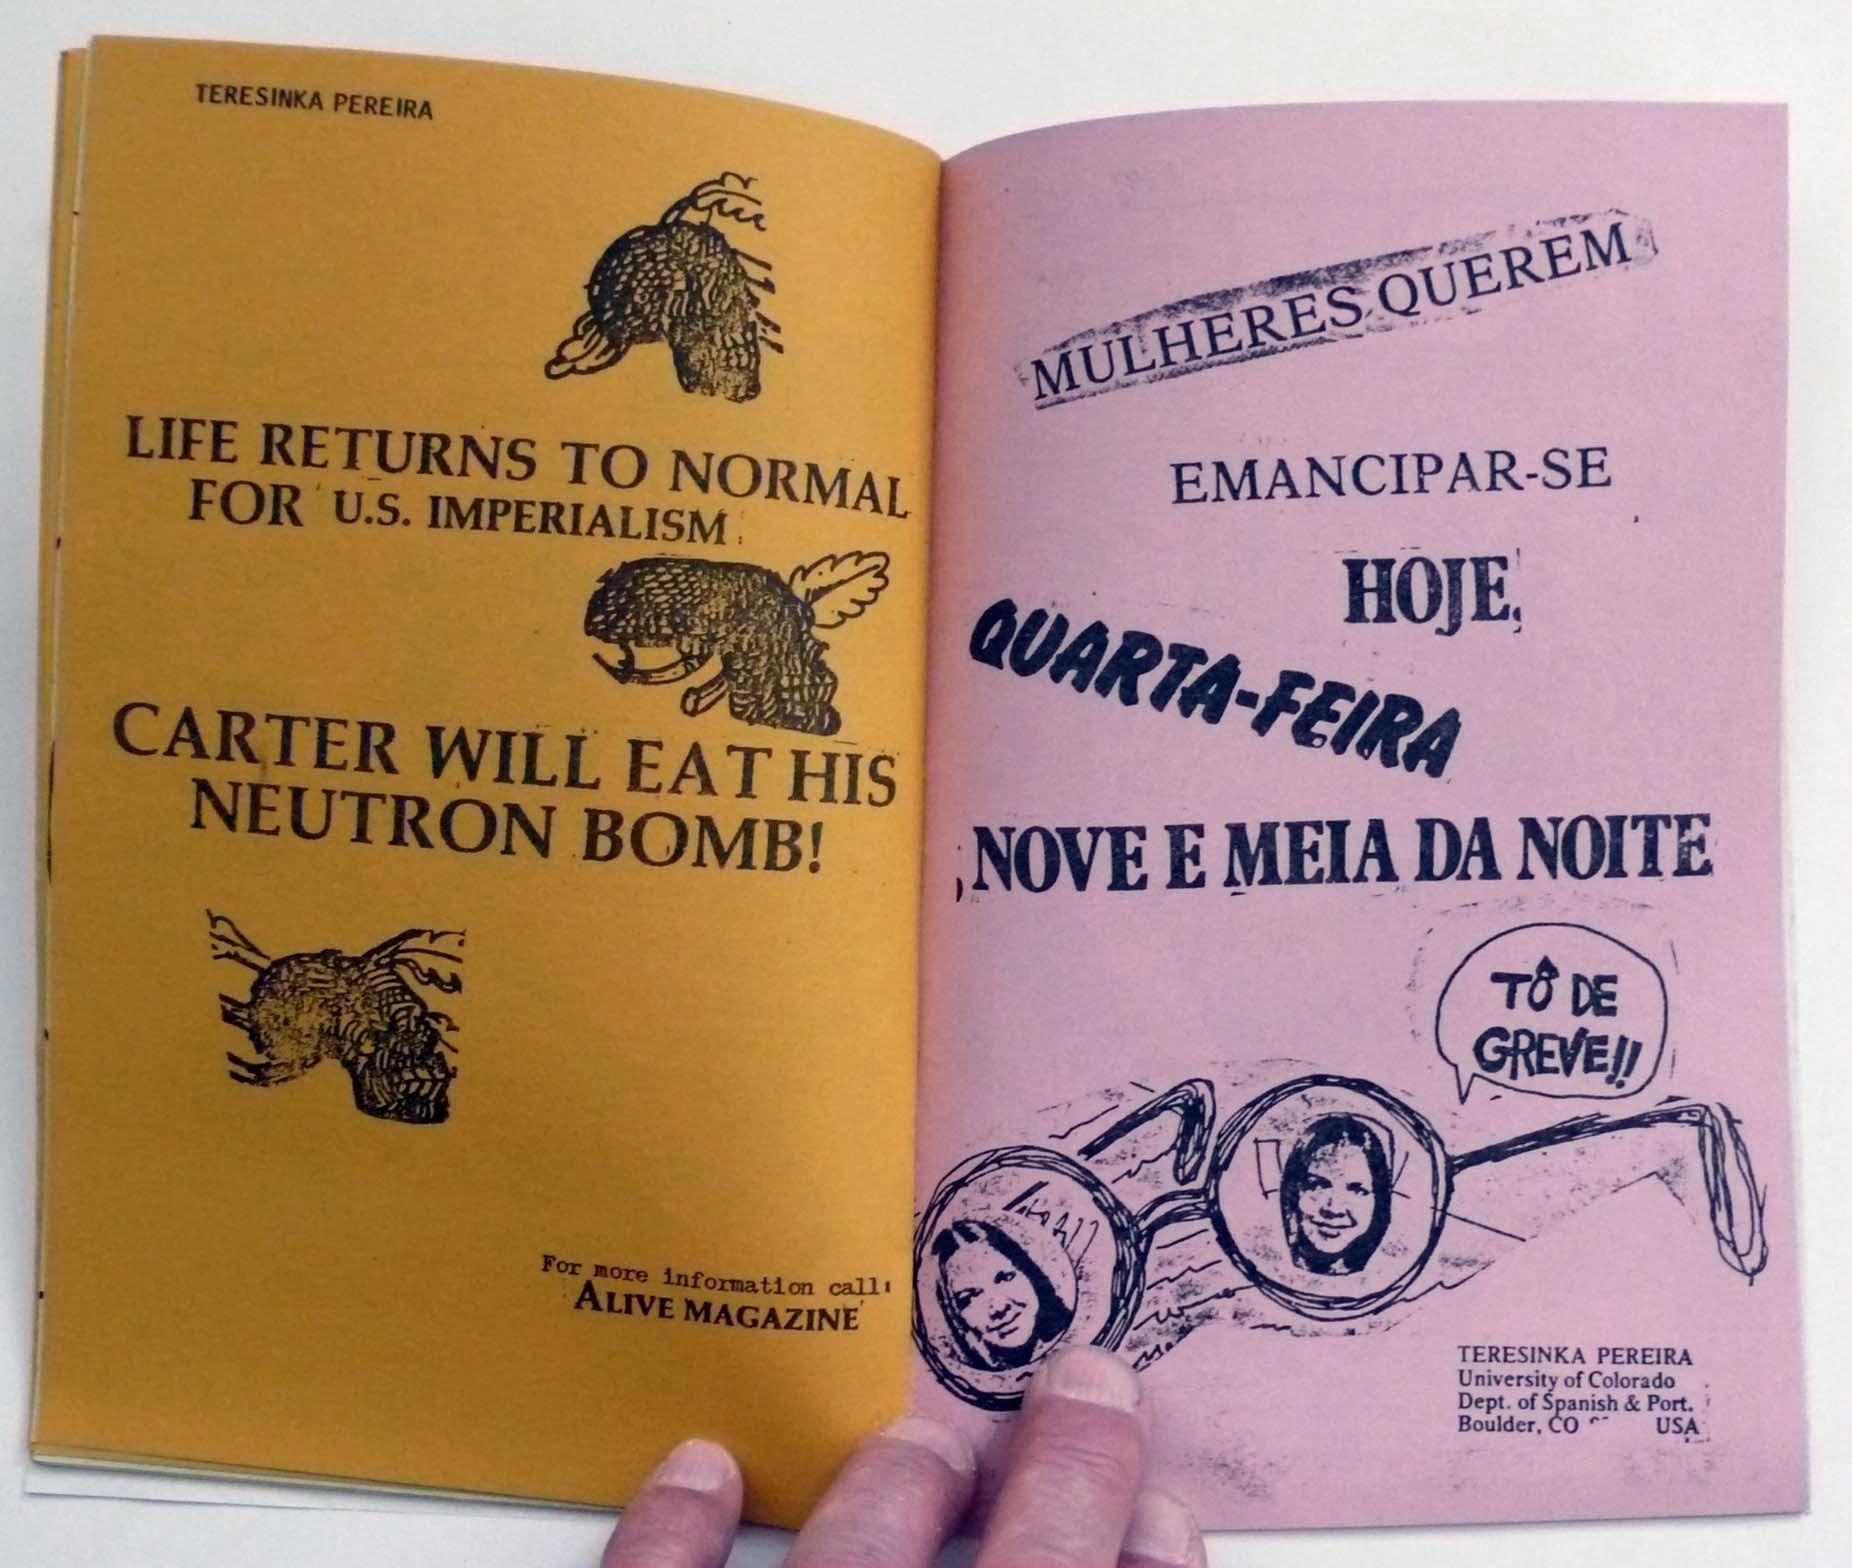 TERESINKA PEREIRA
LIFE RETURNS TO NORMAL
FOR U.S. IMPERIALISM
CARTER WILL EAT HIS
NEUTRON BOMB!
For more information call:
ALIVE MAGAZINE
MULHERES QUEREM
EMANCIPAR-SE
HOJE,
QUARTA-FEIRA
, NOVE E MEIA DA NOITE
TÔ DE
GREVE!!
TERESINKA PEREIRA
University of Colorado
Dept. of Spanish & Port.
Boulder, CO USA